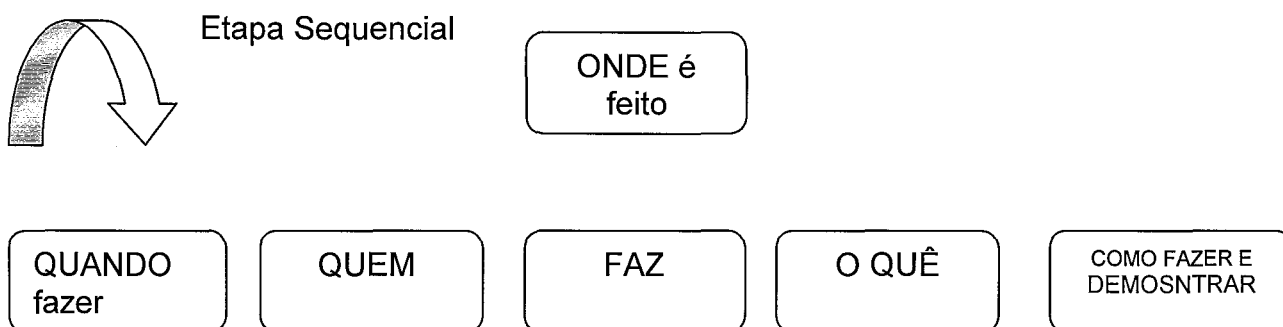 Etapa Sequencial
ONDE é
feito
QUANDO
fazer
QUEM
FAZ
O QUÊ
COMO FAZER E
DEMOSNTRAR